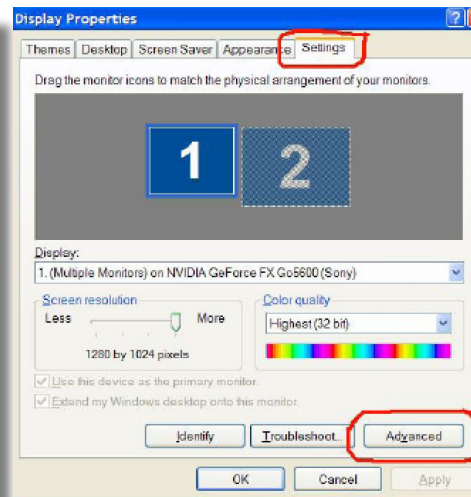 Display Properties
?
Themes Desktop Screen Saver Appearance Settings
Drag the monitor icons to match the physical arrangement of your monitors.
1 2
Display:
1. (Multiple Monitors) on NVIDIA GeForce FX Go5600 (Sony)
Screen resolution Color quality
Less More Highest (32 bit)
1280 by 1024 pixels
Use this device as the primary monitor.
Extend my Windows desktop onto this monitor.
Identify Troubleshoot... Advanced
OK Cancel Apply